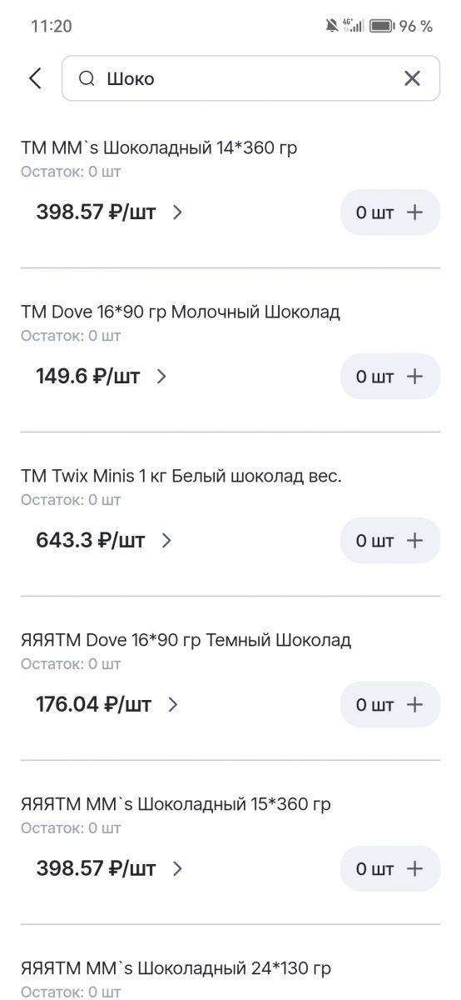 11:20
4G+
96 %
Шоко
ТМ MM`s Шоколадный 14*360 гр
Остаток: 0 шт
398.57 ₽/шт
0 шт +
ТМ Dove 16*90 гр Молочный Шоколад
Остаток: 0 шт
149.6 ₽/шт
0 шт +
ТМ Twix Minis 1 кг Белый шоколад вес.
Остаток: 0 шт
643.3 ₽/шт
0 шт +
ЯЯЯТМ Dove 16*90 гр Темный Шоколад
Остаток: 0 шт
176.04 ₽/шт
0 шт +
ЯЯЯТМ MM`s Шоколадный 15*360 гр
Остаток: 0 шт
398.57 ₽/шт
0 шт +
ЯЯЯТМ MM`s Шоколадный 24*130 гр
Остаток: 0 шт